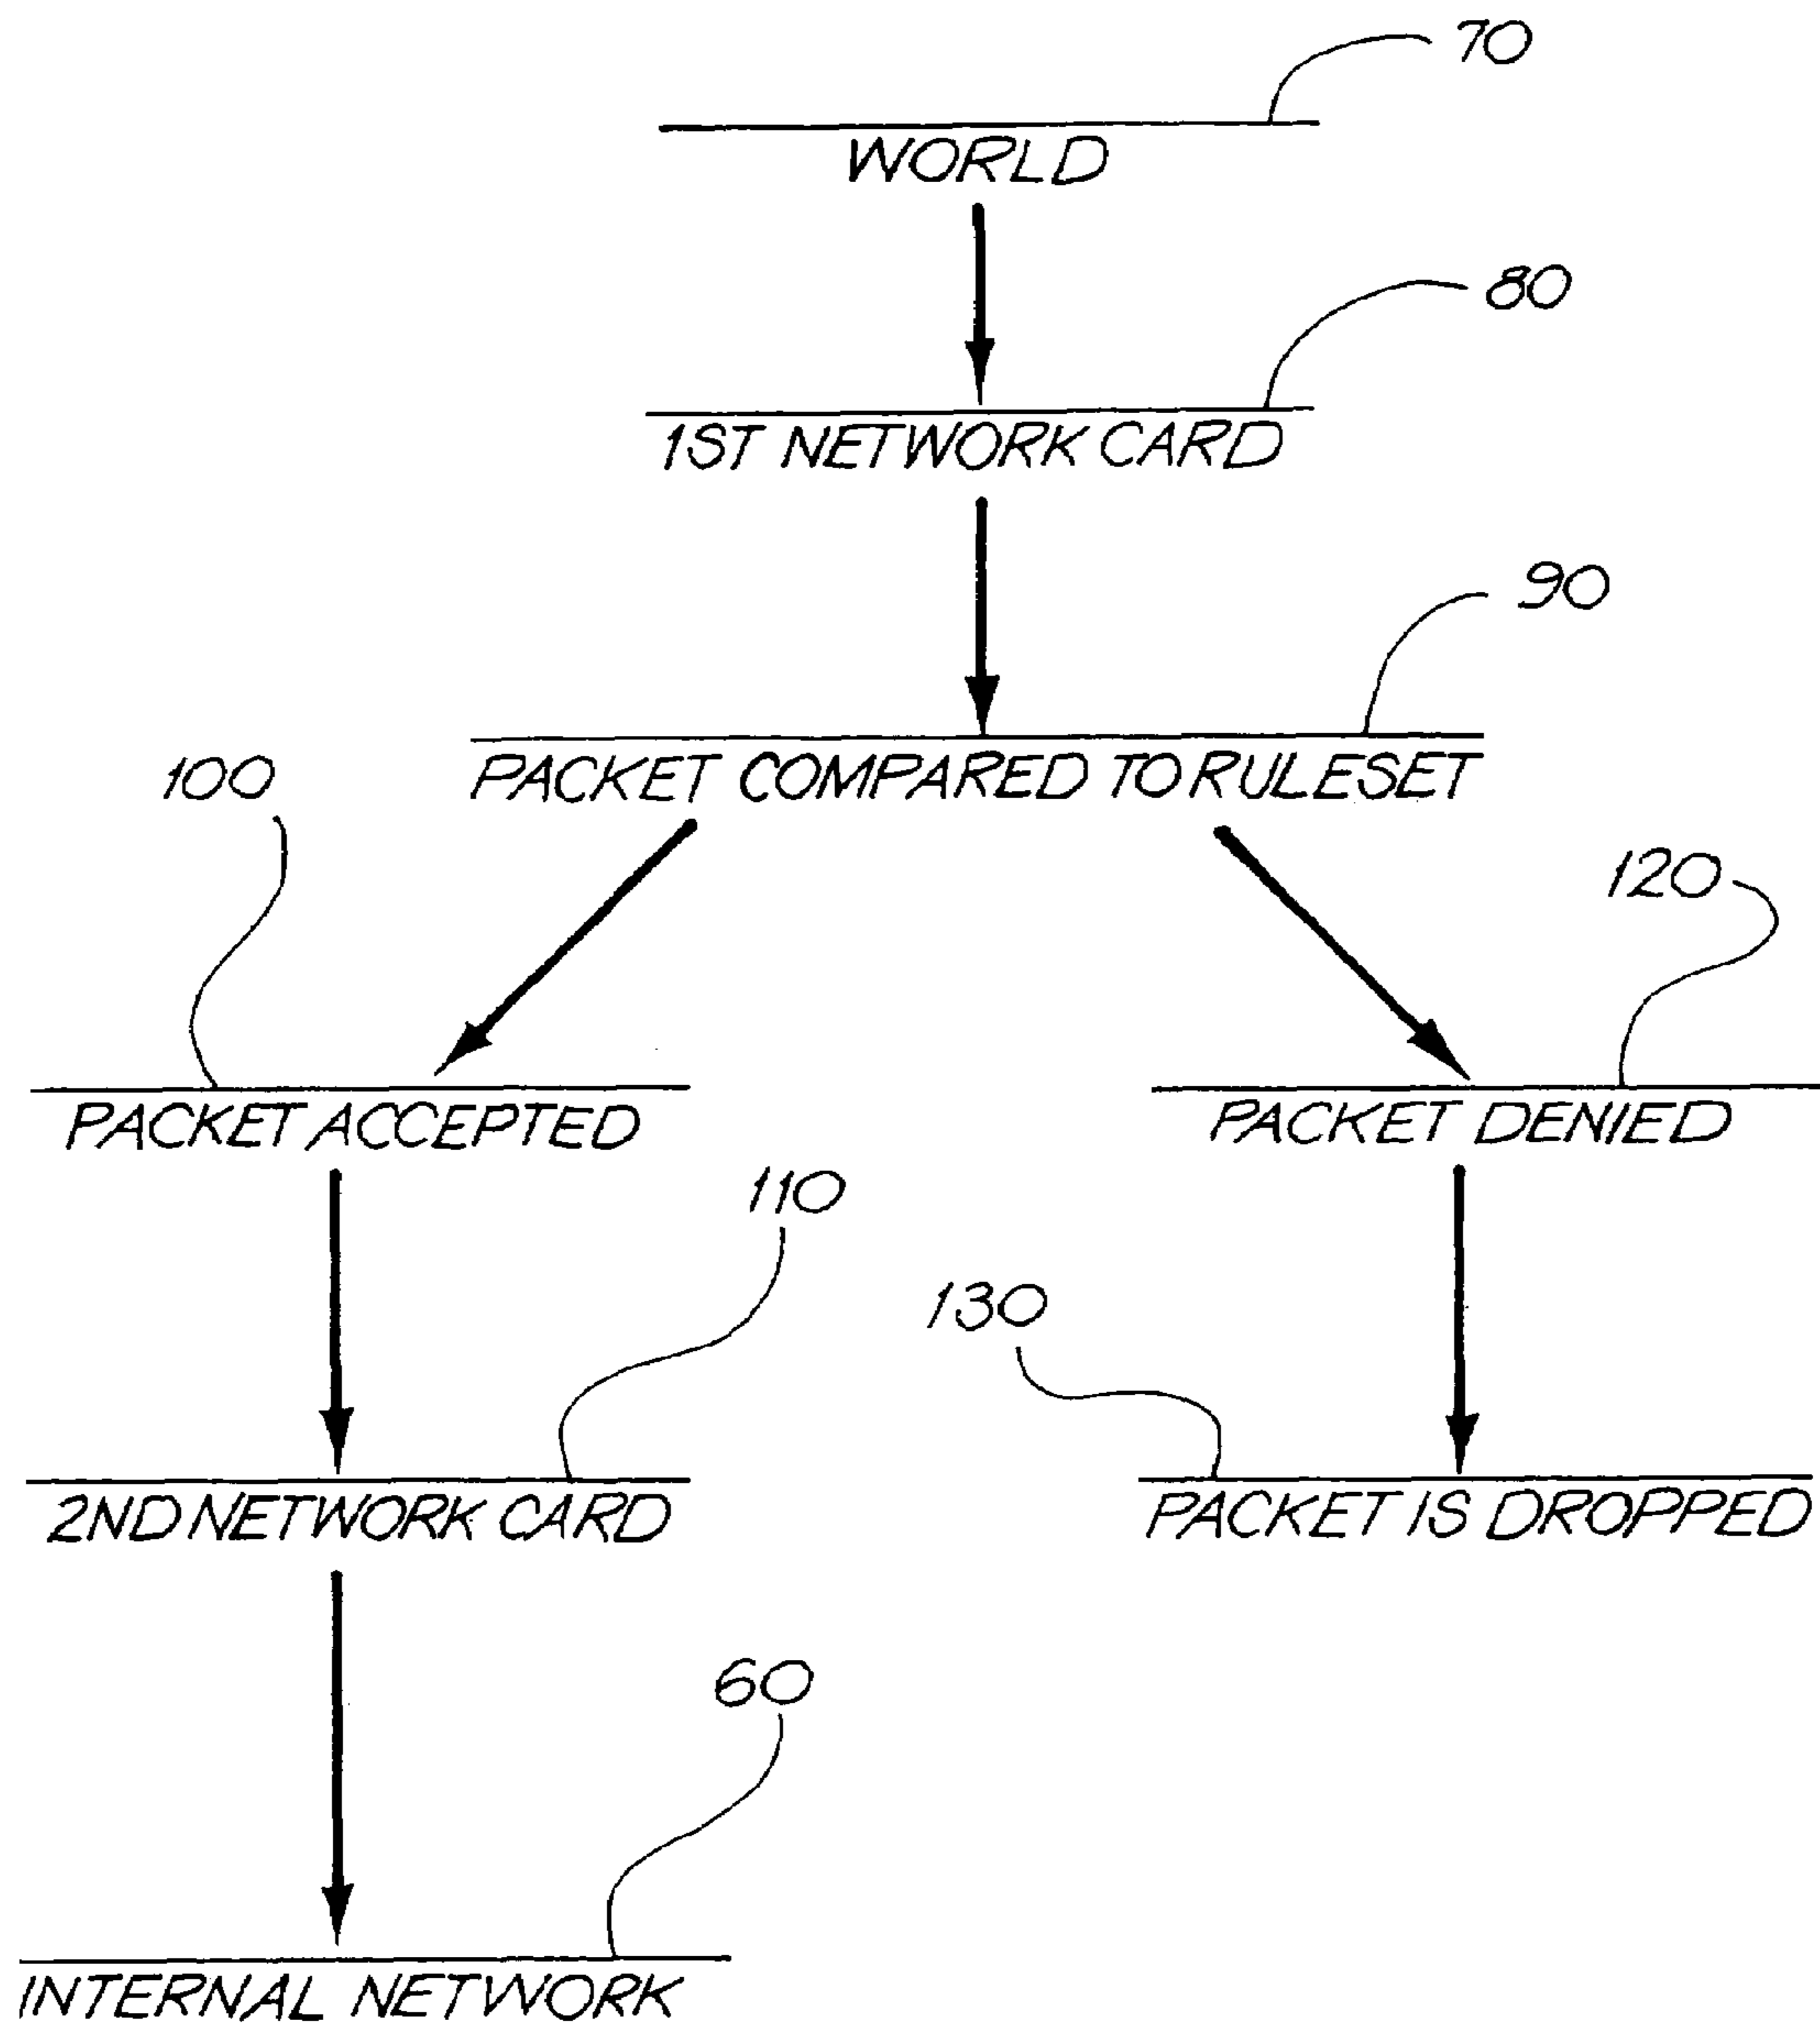 70
WORLD
80
1ST NETWORK CARD
90
PACKET COMPARED TO RULESET
100
120
PACKET ACCEPTED
PACKET DENIED
110
130
2ND NETWORK CARD
PACKET IS DROPPED
60
INTERNAL NETWORK